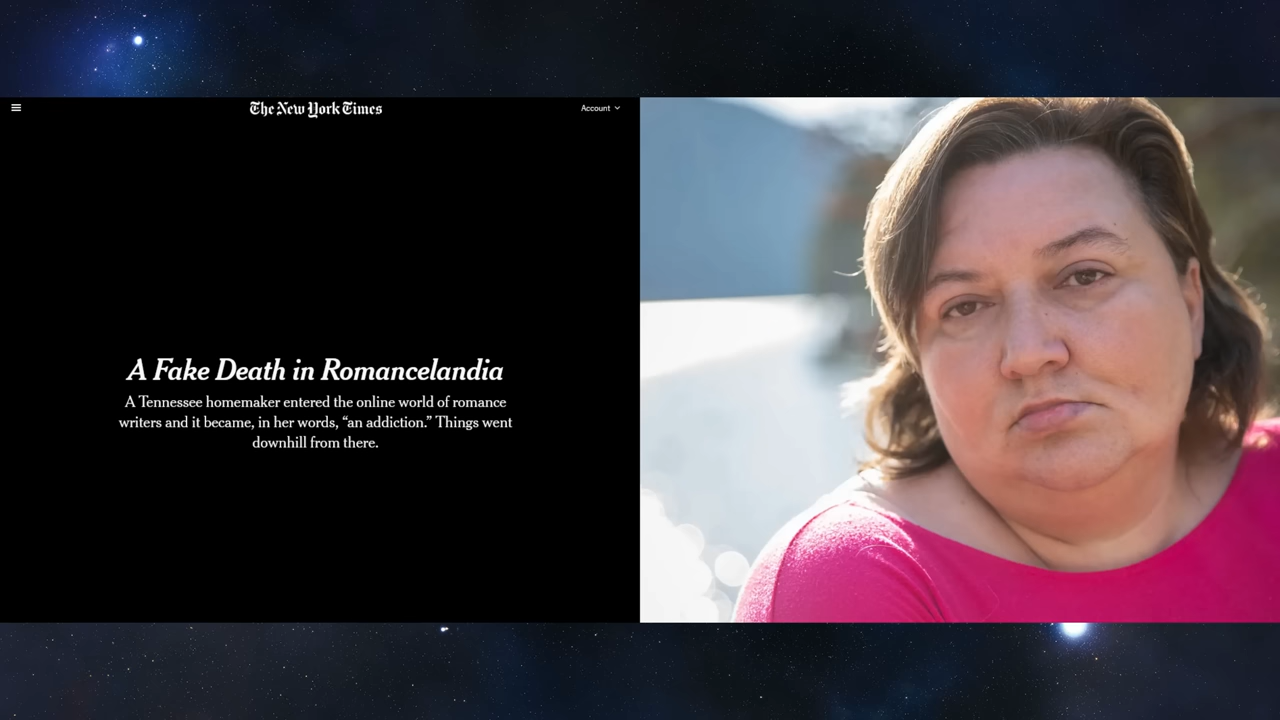 The New York Times
Account
A Fake Death in Romancelandia
A Tennessee homemaker entered the online world of romance
writers and it became, in her words, “an addiction.” Things went
downhill from there.